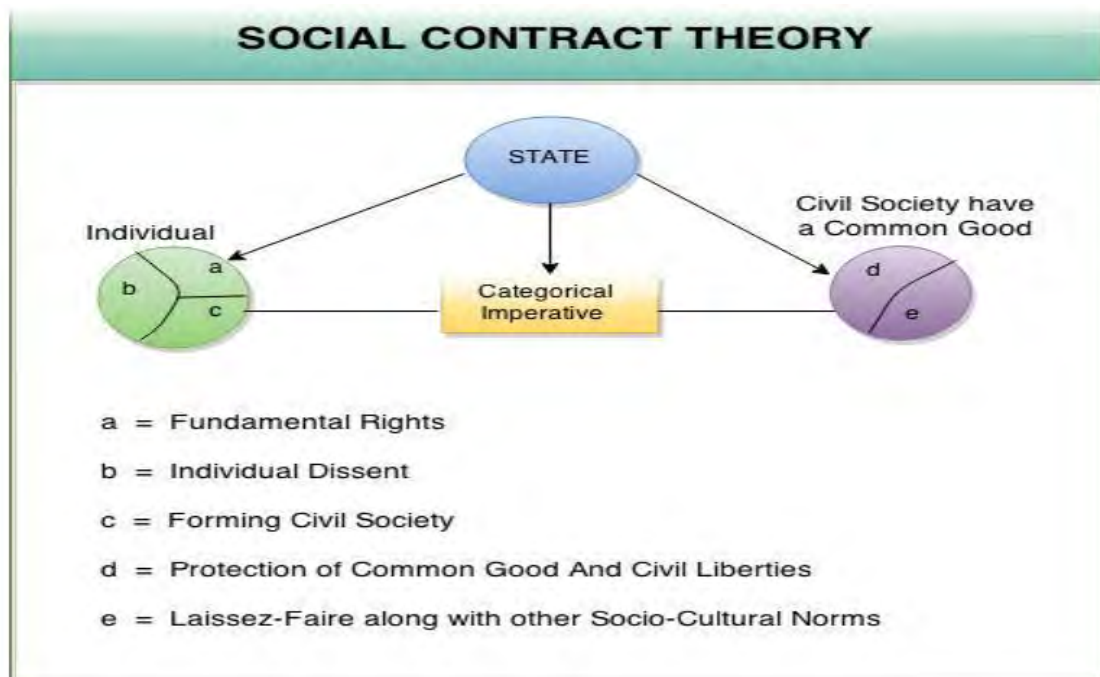 SOCIAL CONTRACT THEORY
STATE
Individual
Civil Society have
a Common Good
a
b
c
Categorical
Imperative
d
e
a = Fundamental Rights
b = Individual Dissent
c = Forming Civil Society
d = Protection of Common Good And Civil Liberties
e = Laissez-Faire along with other Socio-Cultural Norms